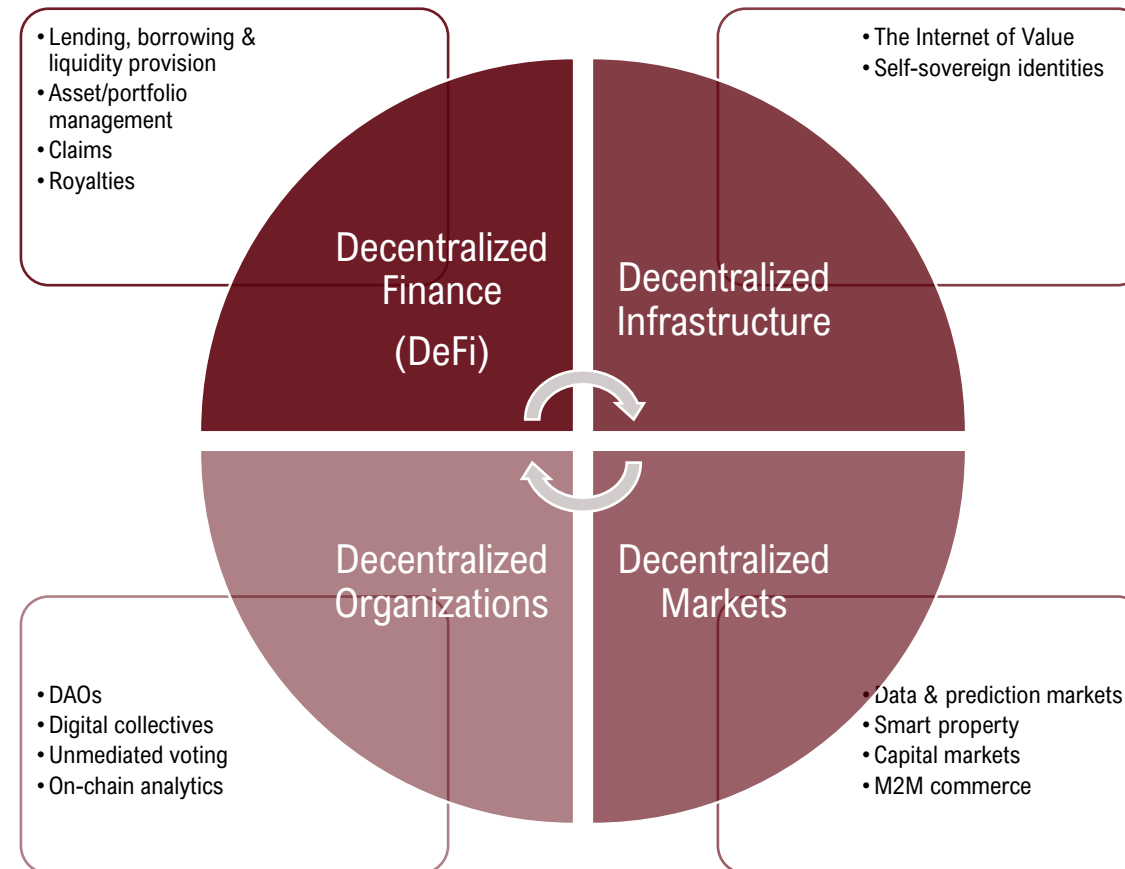 • Lending, borrowing &
liquidity provision
• Asset/portfolio
management
• Claims
• Royalties
• The Internet of Value
• Self-sovereign identities
Decentralized
Finance
(DeFi)
Decentralized
Infrastructure
Decentralized
Organizations
Decentralized
Markets
• DAOs
• Digital collectives
• Unmediated voting
• On-chain analytics
• Data & prediction markets
• Smart property
• Capital markets
• M2M commerce